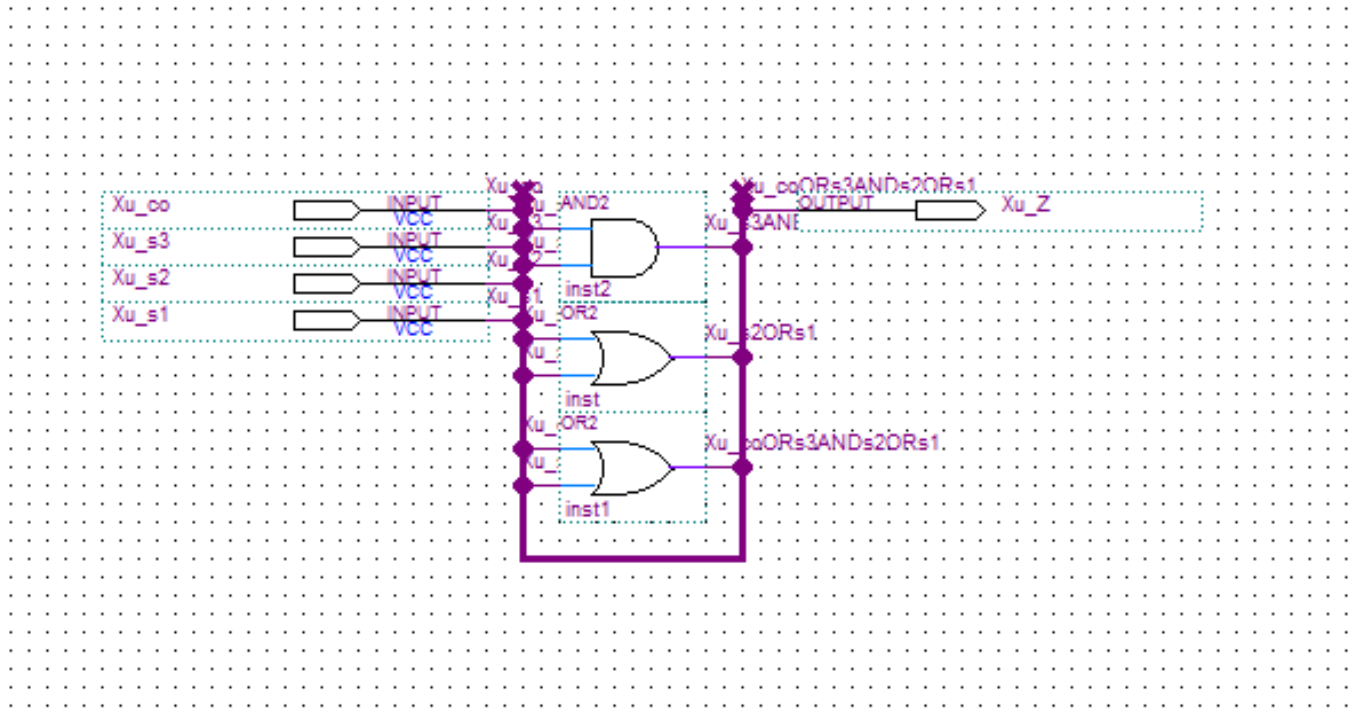 Xu_co INPUT VCC
Xu_s3 INPUT VCC
Xu_s2 INPUT VCC
Xu_s1 INPUT VCC
AND2
inst2
OR2
inst
OR2
inst1
Xu_coORs3ANDs2ORs1
OUTPUT Xu_Z
Xu_s2ORs1
Xu_coORs3ANDs2ORs1